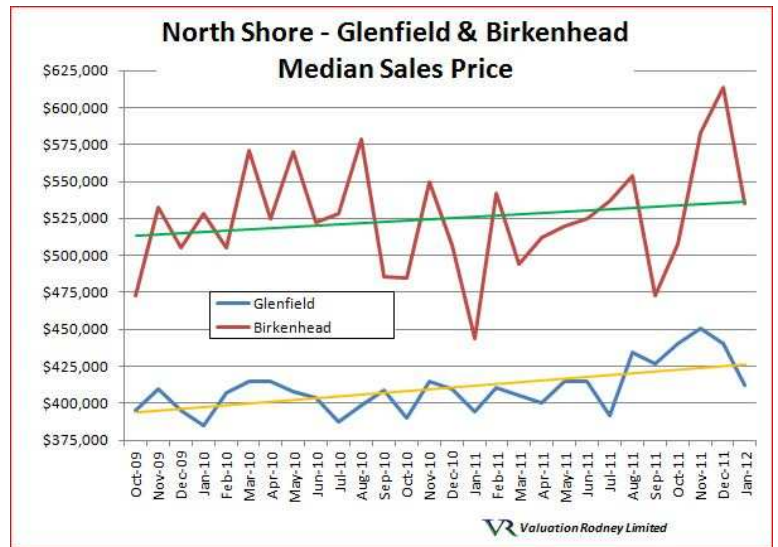 North Shore - Glenfield & Birkenhead
Median Sales Price
$625,000
$600,000
$575,000
$550,000
$525,000
$500,000
$475,000
$450,000
$425,000
$400,000
$375,000
Glenfield
Birkenhead
Oct-09
Nov-09
Dec-09
Jan-10
Feb-10
Mar-10
Apr-10
May-10
Jun-10
Jul-10
Aug-10
Sep-10
Oct-10
Nov-10
Dec-10
Jan-11
Feb-11
Mar-11
Apr-11
May-11
Jun-11
Jul-11
Aug-11
Sep-11
Oct-11
Nov-11
Dec-11
Jan-12
VR Valuation Rodney Limited